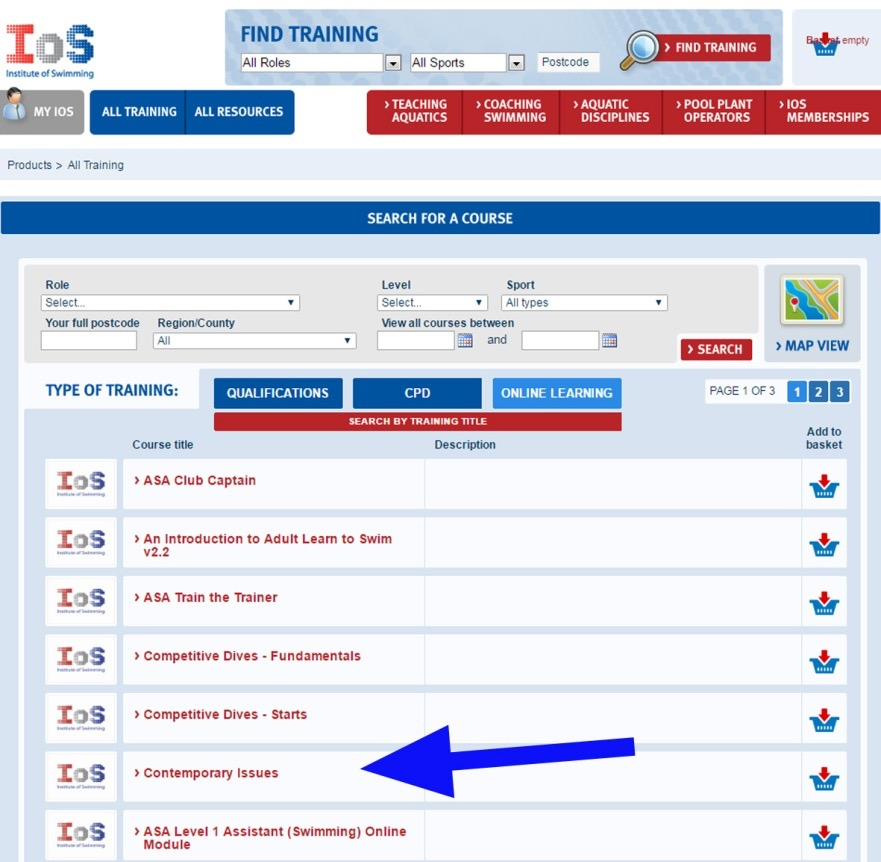 IoS
Institute of Swimming
FIND TRAINING
All Roles
All Sports
Postcode
› FIND TRAINING
Basket empty
MY IOS
ALL TRAINING
ALL RESOURCES
› TEACHING
AQUATICS
› COACHING
SWIMMING
› AQUATIC
DISCIPLINES
› POOL PLANT
OPERATORS
› IOS
MEMBERSHIPS
Products > All Training
SEARCH FOR A COURSE
Role
Select...
Level
Select...
Sport
All types
Your full postcode
Region/County
All
View all courses between
and
› SEARCH
› MAP VIEW
TYPE OF TRAINING:
QUALIFICATIONS
CPD
ONLINE LEARNING
PAGE 1 OF 3
1 2 3
SEARCH BY TRAINING TITLE
Course title
Description
Add to
basket
IoS
Institute of Swimming
› ASA Club Captain
IoS
Institute of Swimming
› An Introduction to Adult Learn to Swim
v2.2
IoS
Institute of Swimming
› ASA Train the Trainer
IoS
Institute of Swimming
› Competitive Dives - Fundamentals
IoS
Institute of Swimming
› Competitive Dives - Starts
IoS
Institute of Swimming
› Contemporary Issues
IoS
Institute of Swimming
› ASA Level 1 Assistant (Swimming) Online
Module